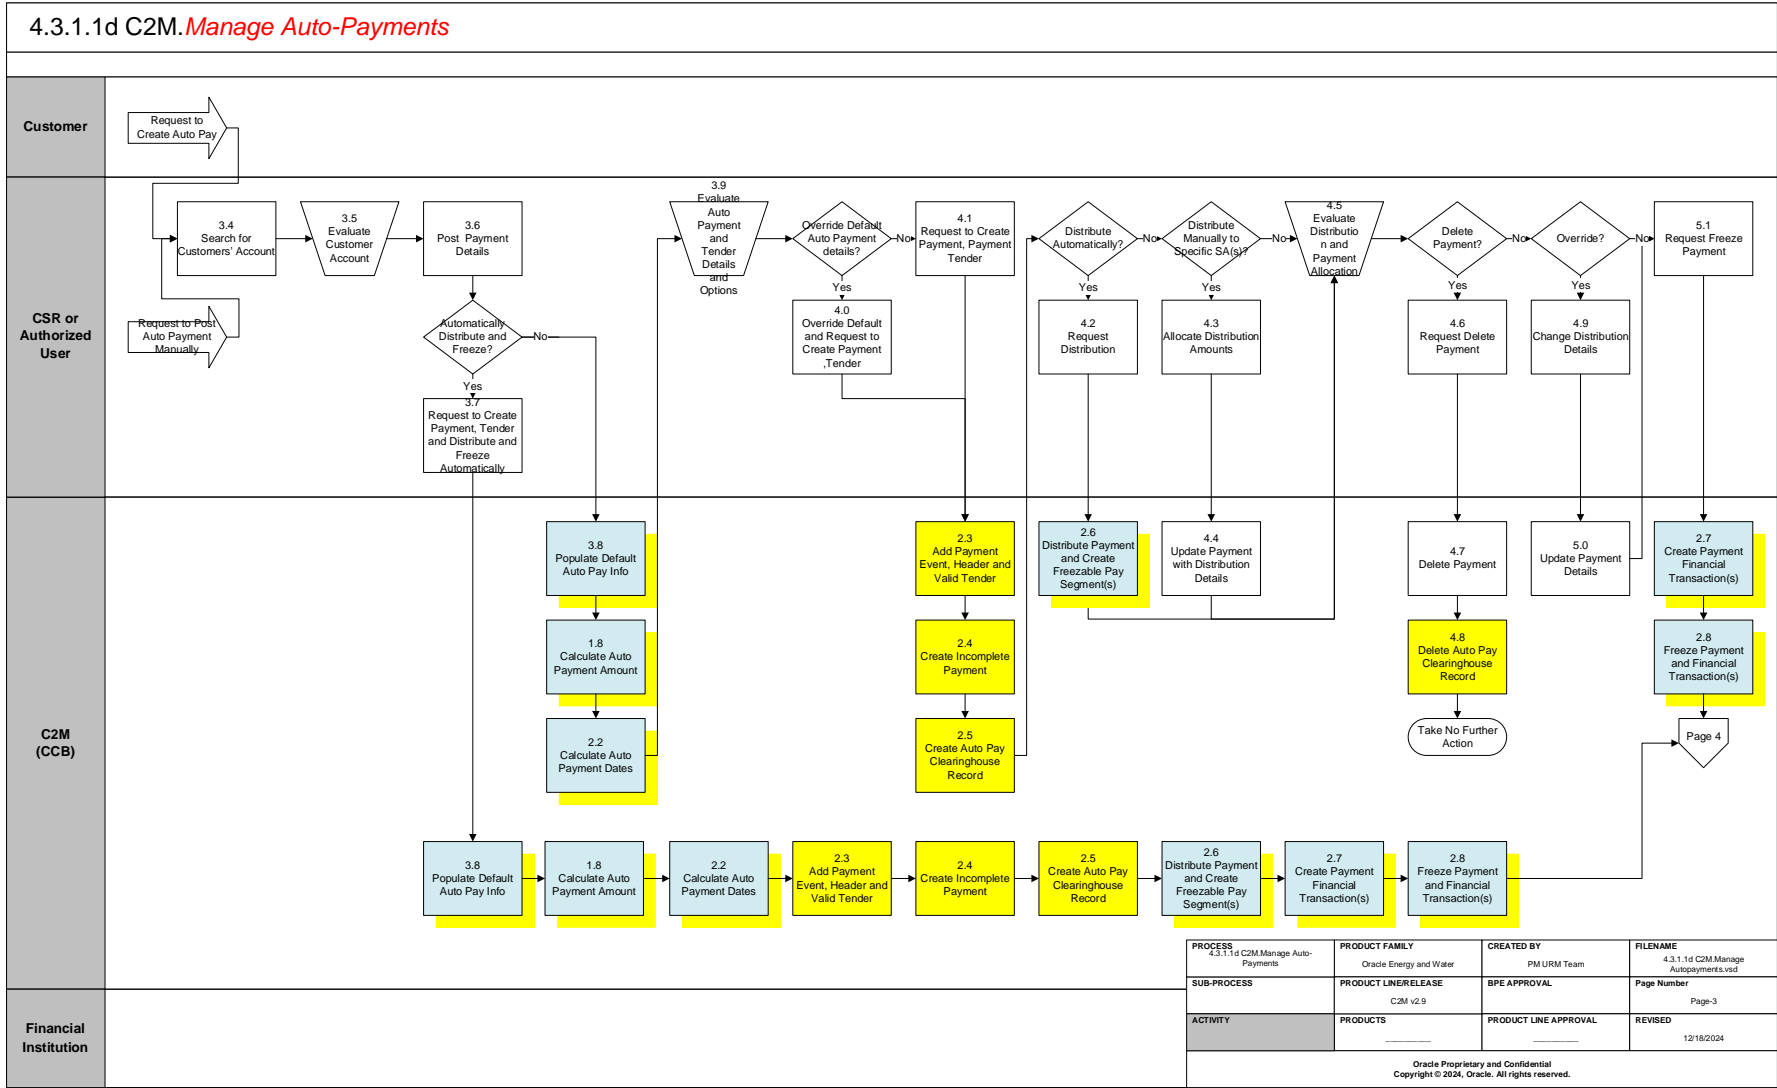 4.3.1.1d C2M.Manage Auto-Payments
Customer
Request to
Create Auto Pay
CSR or
Authorized
User
3.4
Search for
Customers' Account
3.5
Evaluate
Customer
Account
3.6
Post Payment
Details
Request to Post
Auto Payment
Manually
Automatically
Distribute and
Freeze?
No
Yes
3.7
Request to Create
Payment, Tender
and Distribute and
Freeze
Automatically
3.9
Evaluate
Auto
Payment
and
Tender
Details
and
Options
Override Default
Auto Payment
details?
No
Yes
4.0
Override Default
and Request to
Create Payment
,Tender
4.1
Request to Create
Payment, Payment
Tender
Distribute
Automatically?
No
Yes
4.2
Request
Distribution
Distribute
Manually to
Specific SA(s)?
No
Yes
4.3
Allocate Distribution
Amounts
4.5
Evaluate
Distributio
n and
Payment
Allocation
Delete
Payment?
No
Yes
4.6
Request Delete
Payment
Override?
No
Yes
4.9
Change Distribution
Details
5.1
Request Freeze
Payment
C2M
(CCB)
3.8
Populate Default
Auto Pay Info
1.8
Calculate Auto
Payment Amount
2.2
Calculate Auto
Payment Dates
2.3
Add Payment
Event, Header and
Valid Tender
2.4
Create Incomplete
Payment
2.5
Create Auto Pay
Clearinghouse
Record
2.6
Distribute Payment
and Create
Freezable Pay
Segment(s)
4.4
Update Payment
with Distribution
Details
4.7
Delete Payment
4.8
Delete Auto Pay
Clearinghouse
Record
Take No Further
Action
5.0
Update Payment
Details
2.7
Create Payment
Financial
Transaction(s)
2.8
Freeze Payment
and Financial
Transaction(s)
Page 4
3.8
Populate Default
Auto Pay Info
1.8
Calculate Auto
Payment Amount
2.2
Calculate Auto
Payment Dates
2.3
Add Payment
Event, Header and
Valid Tender
2.4
Create Incomplete
Payment
2.5
Create Auto Pay
Clearinghouse
Record
2.6
Distribute Payment
and Create
Freezable Pay
Segment(s)
2.7
Create Payment
Financial
Transaction(s)
2.8
Freeze Payment
and Financial
Transaction(s)
Financial
Institution
PROCESS
4.3.1.1d C2M.Manage Auto-
Payments
PRODUCT FAMILY
Oracle Energy and Water
CREATED BY
PM URM Team
FILENAME
4.3.1.1d C2M.Manage
Autopayments.vsd
SUB-PROCESS
PRODUCT LINE/RELEASE
C2M v2.9
BPE APPROVAL
Page Number
Page-3
ACTIVITY
PRODUCTS
PRODUCT LINE APPROVAL
REVISED
12/18/2024
Oracle Proprietary and Confidential
Copyright © 2024, Oracle. All rights reserved.